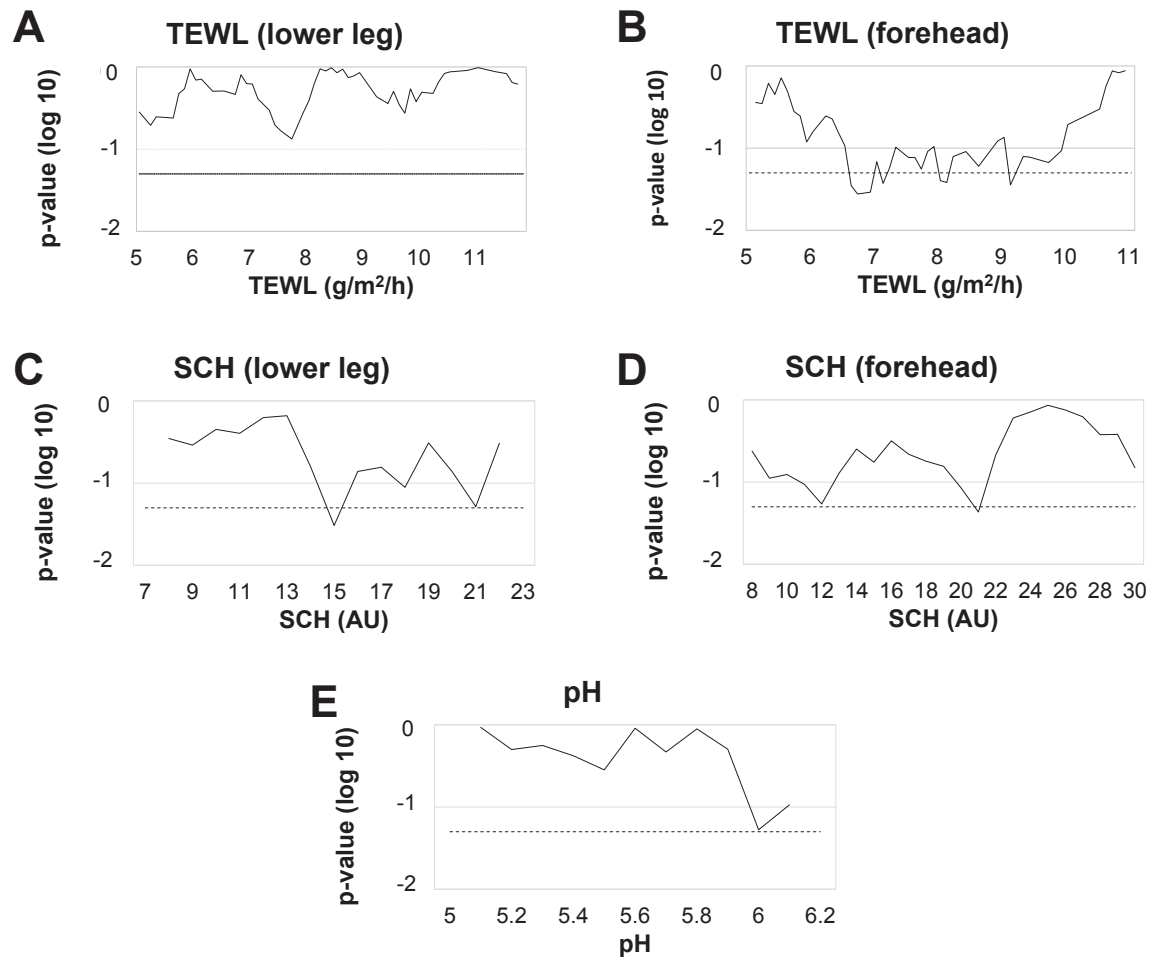 A
TEWL (lower leg)
p-value (log 10)
0
-1
-2
5 6 7 8 9 10 11
TEWL (g/m²/h)
B
TEWL (forehead)
p-value (log 10)
0
-1
-2
5 6 7 8 9 10 11
TEWL (g/m²/h)
C
SCH (lower leg)
p-value (log 10)
0
-1
-2
7 9 11 13 15 17 19 21 23
SCH (AU)
D
SCH (forehead)
p-value (log 10)
0
-1
-2
8 10 12 14 16 18 20 22 24 26 28 30
SCH (AU)
E
pH
p-value (log 10)
0
-1
-2
5 5.2 5.4 5.6 5.8 6 6.2
pH